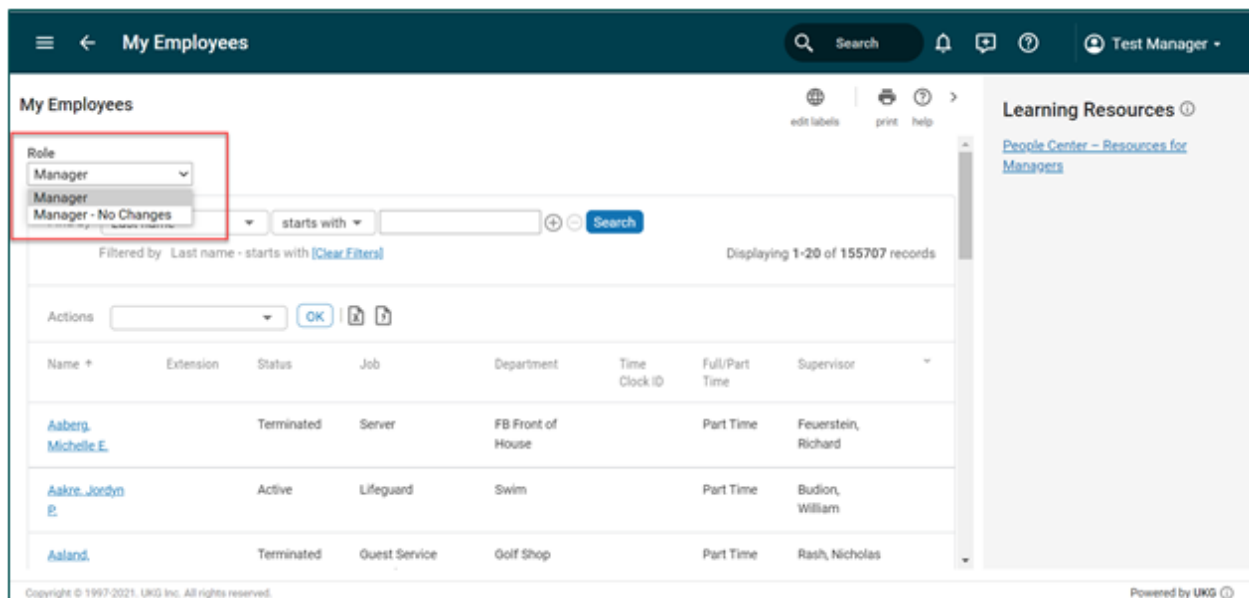 My Employees
Search
Test Manager
My Employees
edit labels
print
help
Learning Resources
People Center – Resources for
Managers
Role
Manager
Manager
Manager - No Changes
starts with
Search
Filtered by Last name - starts with [Clear Filters]
Displaying 1-20 of 155707 records
Actions
OK
Name Extension Status Job Department Time Clock ID Full/Part Time Supervisor
Aaberg, Terminated Server FB Front of Part Time Feuerstein,
Michelle E. House Richard
Aakre, Jordyn Active Lifeguard Swim Part Time Budion,
P. William
Aaland, Terminated Guest Service Golf Shop Part Time Rash, Nicholas
Copyright © 1997-2021. UKG Inc. All rights reserved.
Powered by UKG